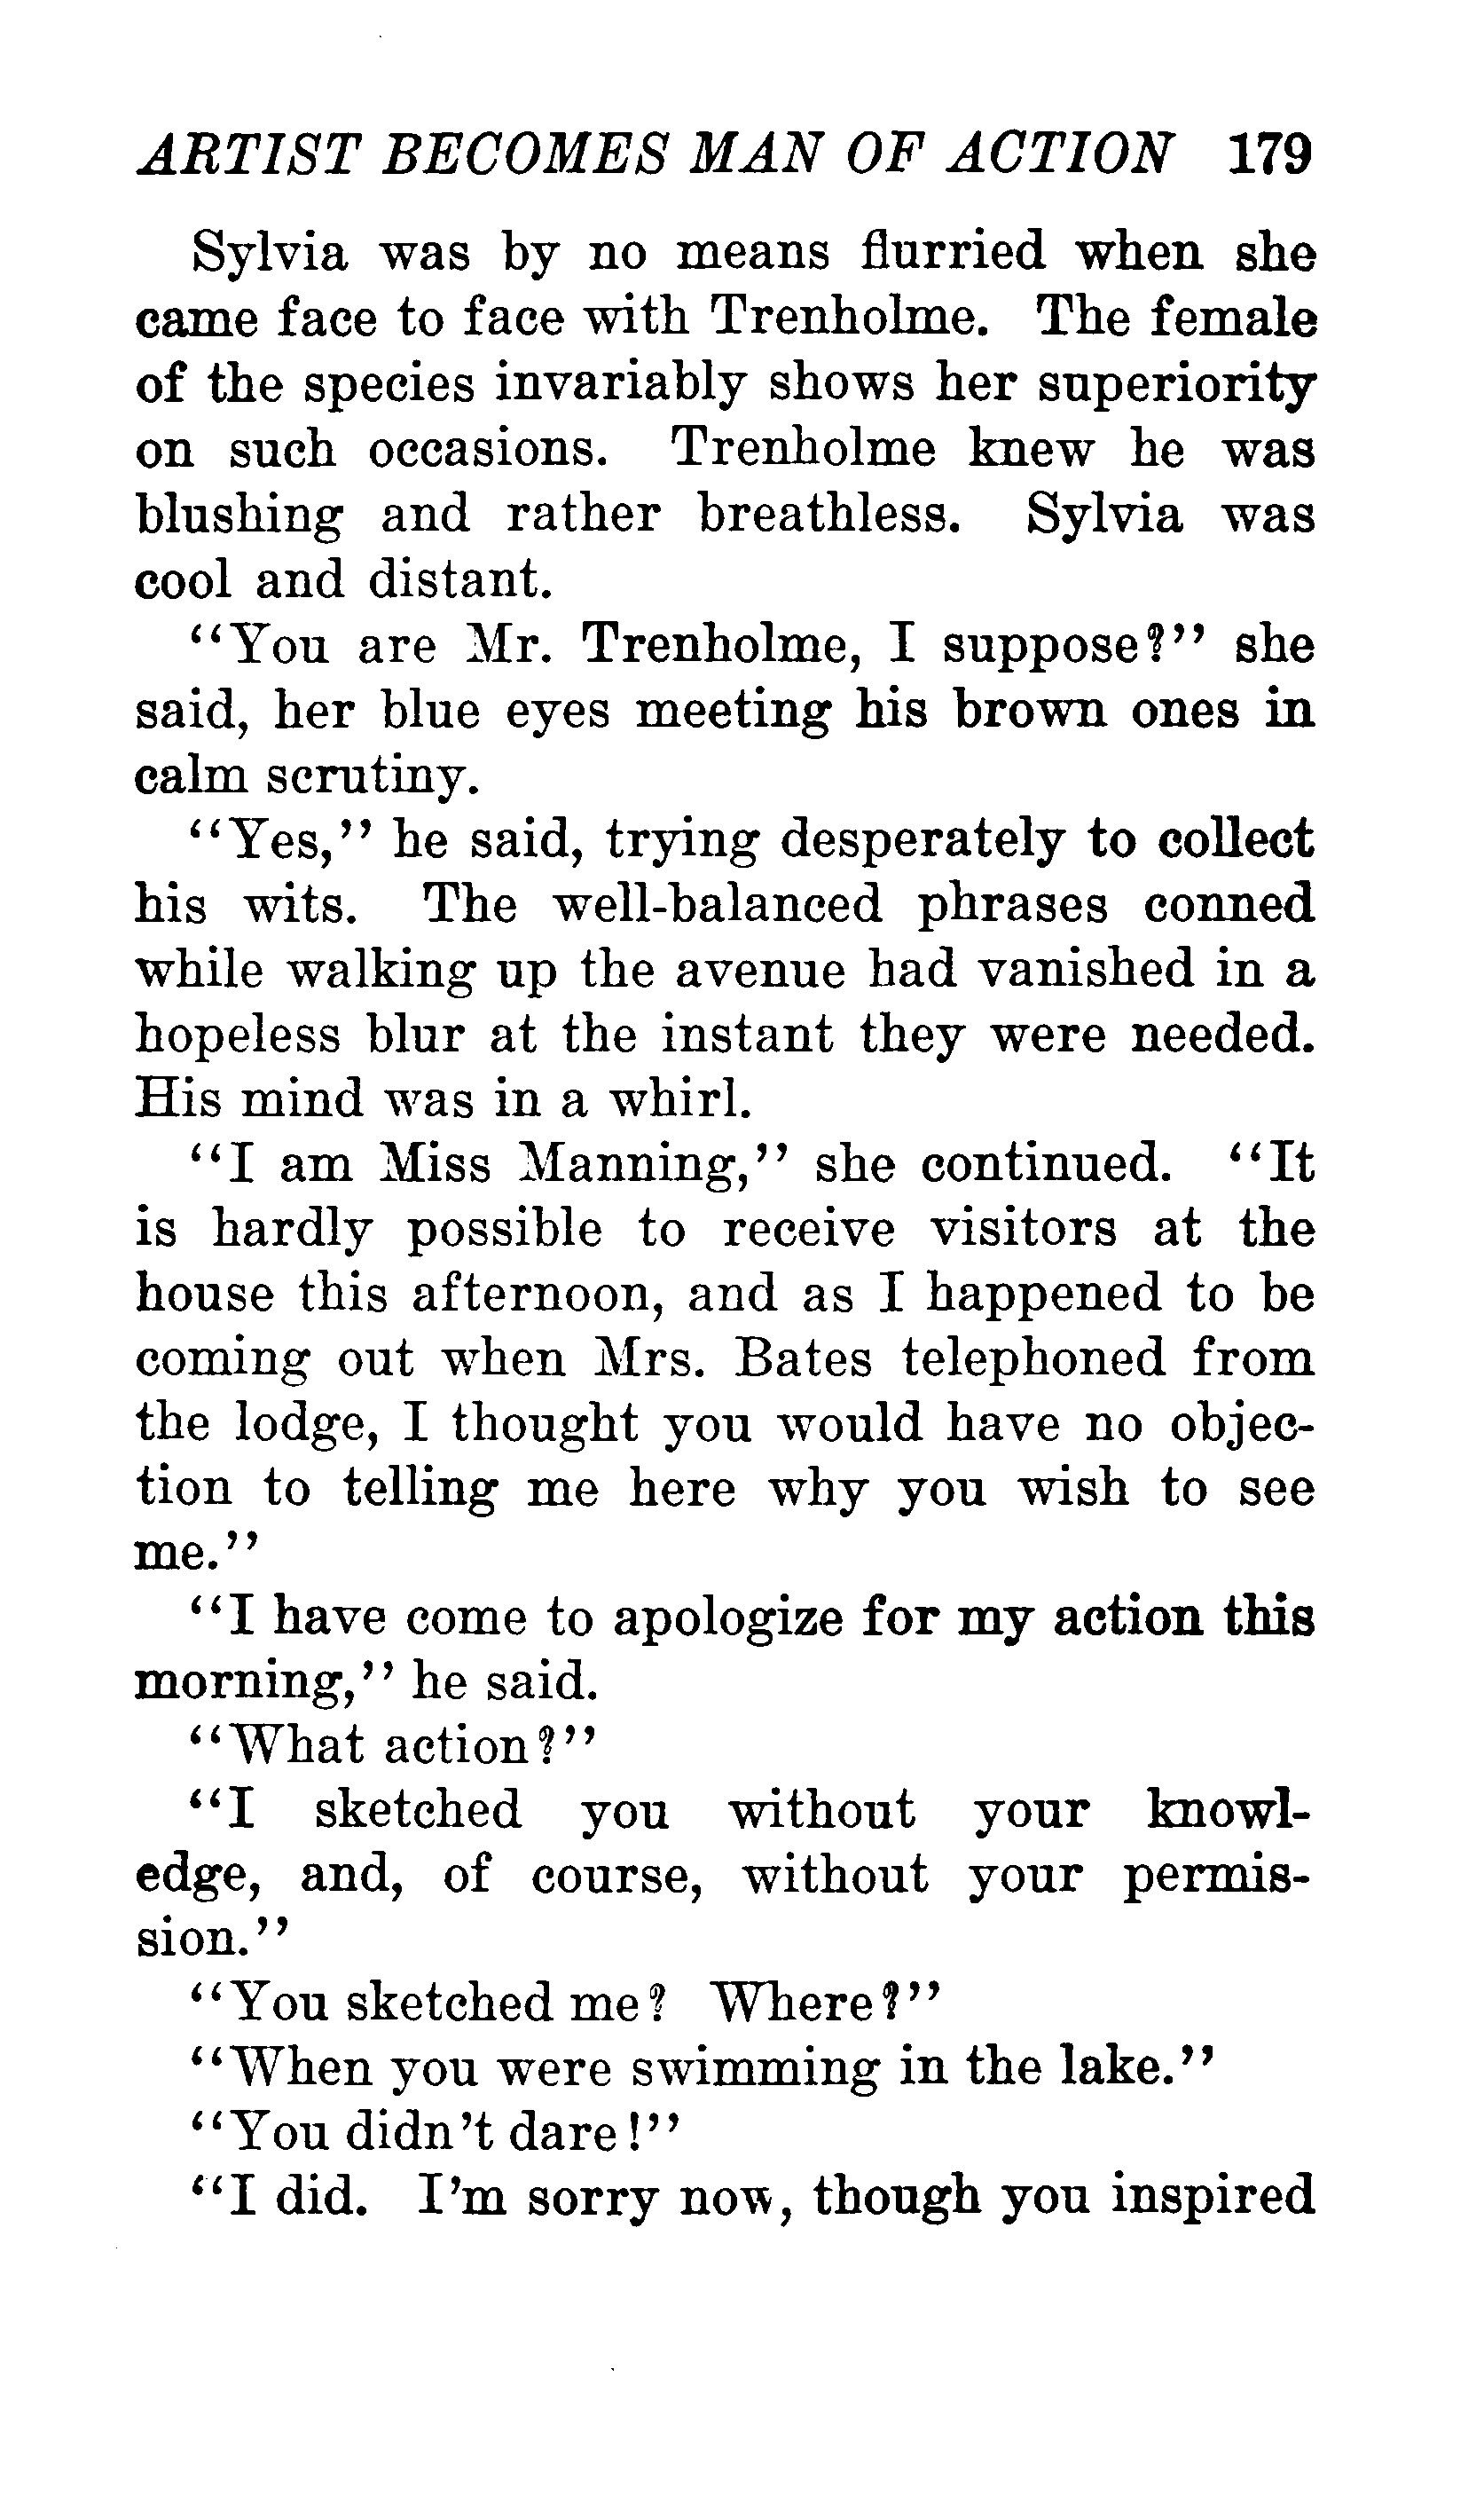 ARTIST BECOMES MAN OF ACTION 179
Sylvia was by no means flurried when she
came face to face with Trenholme. The female
of the species invariably shows her superiority
on such occasions. Trenholme knew he was
blushing and rather breathless. Sylvia was
cool and distant.
"You are Mr. Trenholme, I suppose?" she
said, her blue eyes meeting his brown ones in
calm scrutiny.
"Yes," he said, trying desperately to collect
his wits. The well-balanced phrases conned
while walking up the avenue had vanished in a
hopeless blur at the instant they were needed.
His mind was in a whirl.
"I am Miss Manning," she continued. "It
is hardly possible to receive visitors at the
house this afternoon, and as I happened to be
coming out when Mrs. Bates telephoned from
the lodge, I thought you would have no objec-
tion to telling me here why you wish to see
me."
"I have come to apologize for my action this
morning," he said.
"What action?"
"I sketched you without your knowl-
edge, and, of course, without your permis-
sion."
"You sketched me? Where?"
"When you were swimming in the lake."
"You didn't dare!"
"I did. I'm sorry now, though you inspired